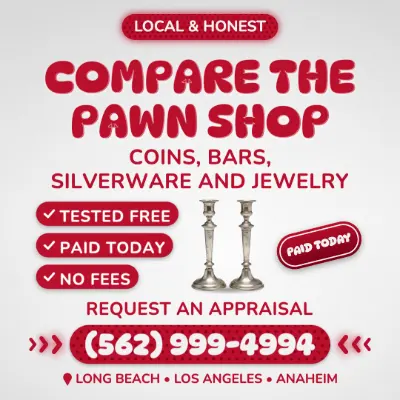 LOCAL & HONEST
COMPARE THE
PAWN SHOP
COINS, BARS,
SILVERWARE AND JEWELRY
TESTED FREE
PAID TODAY
NO FEES
PAID TODAY
REQUEST AN APPRAISAL
(562) 999-4994
LONG BEACH • LOS ANGELES • ANAHEIM